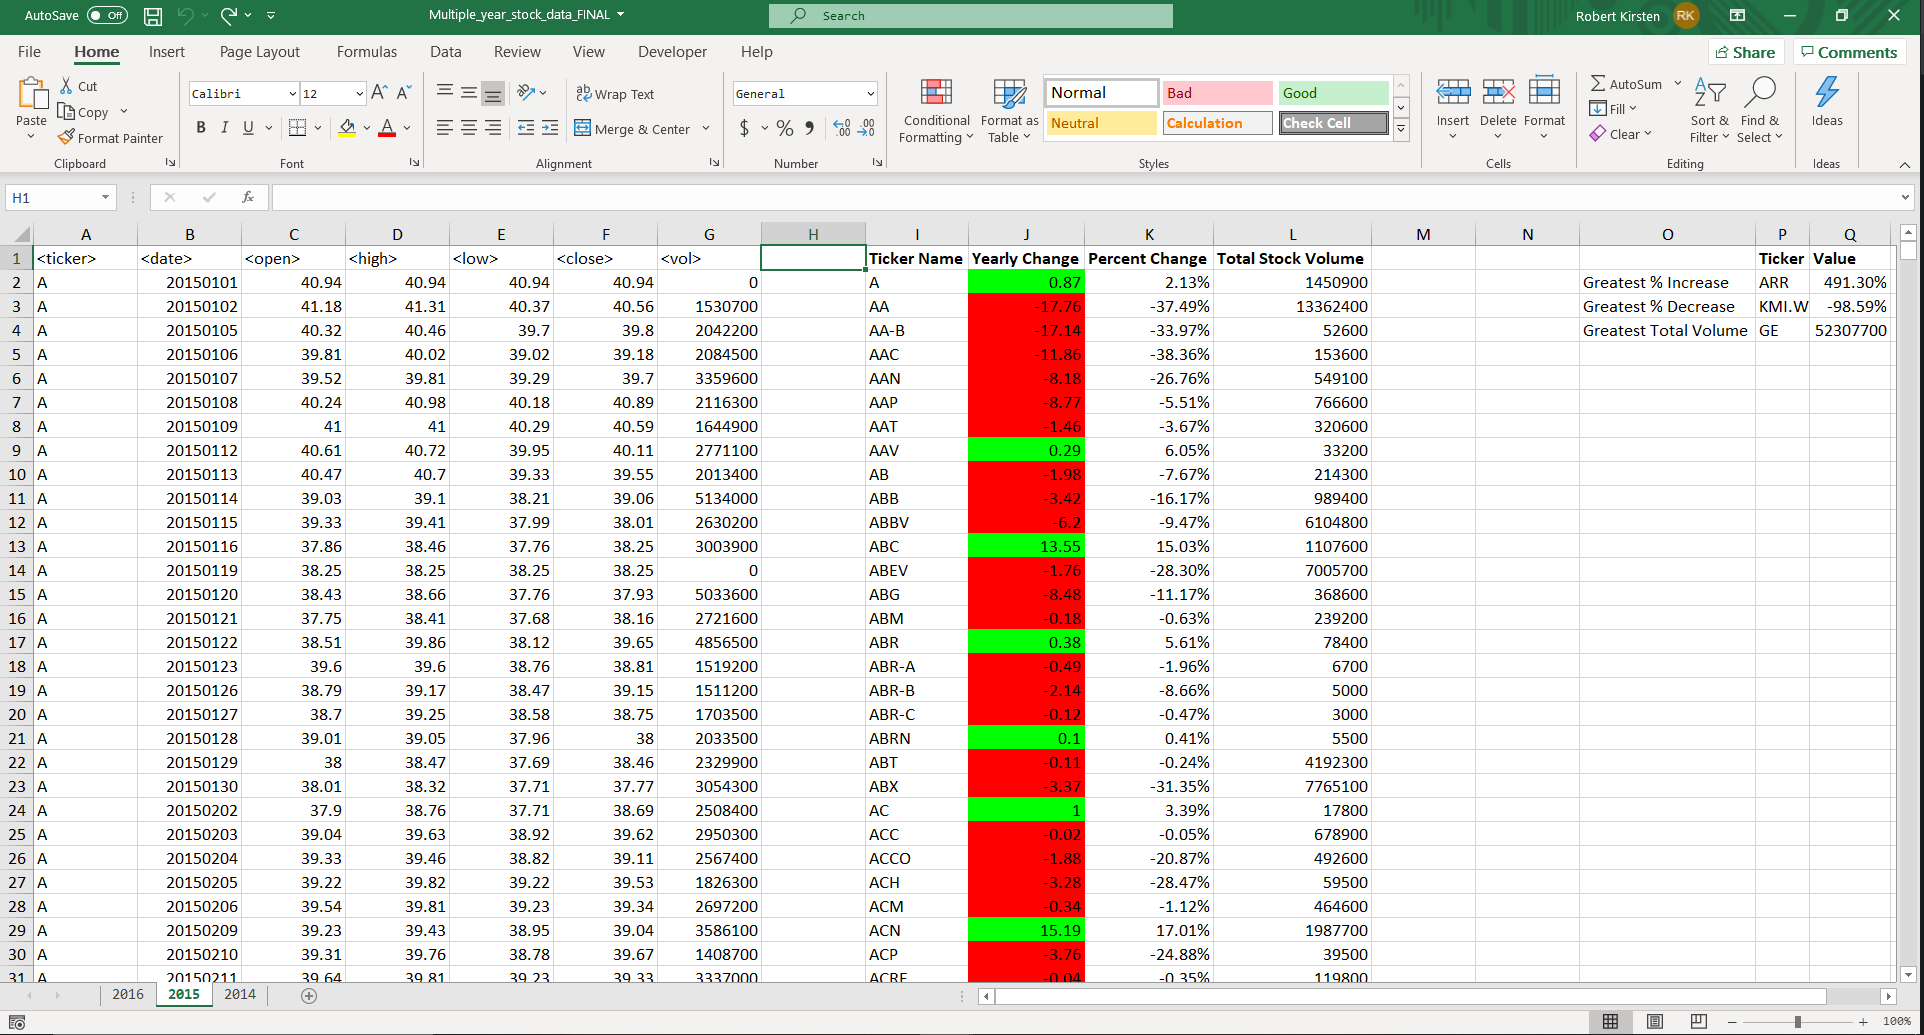 AutoSave Off Multiple_year_stock_data_FINAL Search Robert Kirsten RK
File Home Insert Page Layout Formulas Data Review View Developer Help Share Comments
Paste Cut Copy Format Painter Clipboard
Calibri 12 A A B I U A Font
ab Wrap Text Merge & Center Alignment
General $ % Number
Conditional Formatting Format as Table Normal Bad Good Neutral Calculation Check Cell Styles
Insert Delete Format Cells
AutoSum Fill Clear Sort & Filter Find & Select Editing
Ideas Ideas
H1 fx
A B C D E F G H I J K L M N O P Q
1 <ticker> <date> <open> <high> <low> <close> <vol> Ticker Name Yearly Change Percent Change Total Stock Volume Ticker Value
2 A 20150101 40.94 40.94 40.94 40.94 0 A 0.87 2.13% 1450900 Greatest % Increase ARR 491.30%
3 A 20150102 41.18 41.31 40.37 40.56 1530700 AA -17.76 -37.49% 13362400 Greatest % Decrease KMI.W -98.59%
4 A 20150105 40.32 40.46 39.7 39.8 2042200 AA-B -17.14 -33.97% 52600 Greatest Total Volume GE 52307700
5 A 20150106 39.81 40.02 39.02 39.18 2084500 AAC -11.86 -38.36% 153600
6 A 20150107 39.52 39.81 39.29 39.7 3359600 AAN -8.18 -26.76% 549100
7 A 20150108 40.24 40.98 40.18 40.89 2116300 AAP -8.77 -5.51% 766600
8 A 20150109 41 41 40.29 40.59 1644900 AAT -1.46 -3.67% 320600
9 A 20150112 40.61 40.72 39.95 40.11 2771100 AAV 0.29 6.05% 33200
10 A 20150113 40.47 40.7 39.33 39.55 2013400 AB -1.98 -7.67% 214300
11 A 20150114 39.03 39.1 38.21 39.06 5134000 ABB -3.42 -16.17% 989400
12 A 20150115 39.33 39.41 37.99 38.01 2630200 ABBV -6.2 -9.47% 6104800
13 A 20150116 37.86 38.46 37.76 38.25 3003900 ABC 13.55 15.03% 1107600
14 A 20150119 38.25 38.25 38.25 38.25 0 ABEV -1.76 -28.30% 7005700
15 A 20150120 38.43 38.66 37.76 37.93 5033600 ABG -8.48 -11.17% 368600
16 A 20150121 37.75 38.41 37.68 38.16 2721600 ABM -0.18 -0.63% 239200
17 A 20150122 38.51 39.86 38.12 39.65 4856500 ABR 0.38 5.61% 78400
18 A 20150123 39.6 39.6 38.76 38.81 1519200 ABR-A -0.49 -1.96% 6700
19 A 20150126 38.79 39.17 38.47 39.15 1511200 ABR-B -2.14 -8.66% 5000
20 A 20150127 38.7 39.25 38.58 38.75 1703500 ABR-C -0.12 -0.47% 3000
21 A 20150128 39.01 39.05 37.96 38 2033500 ABRN 0.1 0.41% 5500
22 A 20150129 38 38.47 37.69 38.46 2329900 ABT -0.11 -0.24% 4192300
23 A 20150130 38.01 38.32 37.71 37.77 3054300 ABX -3.37 -31.35% 7765100
24 A 20150202 37.9 38.76 37.71 38.69 2508400 AC 1 3.39% 17800
25 A 20150203 39.04 39.63 38.92 39.62 2950300 ACC -0.02 -0.05% 678900
26 A 20150204 39.33 39.46 38.82 39.11 2567400 ACCO -1.88 -20.87% 492600
27 A 20150205 39.22 39.82 39.22 39.53 1826300 ACH -3.28 -28.47% 59500
28 A 20150206 39.54 39.81 39.23 39.34 2697200 ACM -0.34 -1.12% 464600
29 A 20150209 39.23 39.43 38.95 39.04 3586100 ACN 15.19 17.01% 1987700
30 A 20150210 39.31 39.76 38.78 39.67 1408700 ACP -3.76 -24.88% 39500
31 A 20150211 39.64 39.81 39.23 39.33 3337000 ACRE -0.04 -0.35% 119800
2016 2015 2014
100%